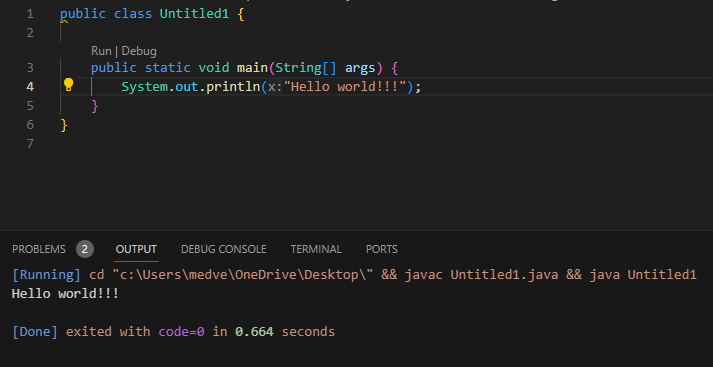 1 public class Untitled1 {
2
Run | Debug
3 public static void main(String[] args) {
4 System.out.println(x:"Hello world!!!");
5 }
6 }
7
PROBLEMS 2 OUTPUT DEBUG CONSOLE TERMINAL PORTS
[Running] cd "c:\Users\medve\OneDrive\Desktop\" && javac Untitled1.java && java Untitled1
Hello world!!!
[Done] exited with code=0 in 0.664 seconds